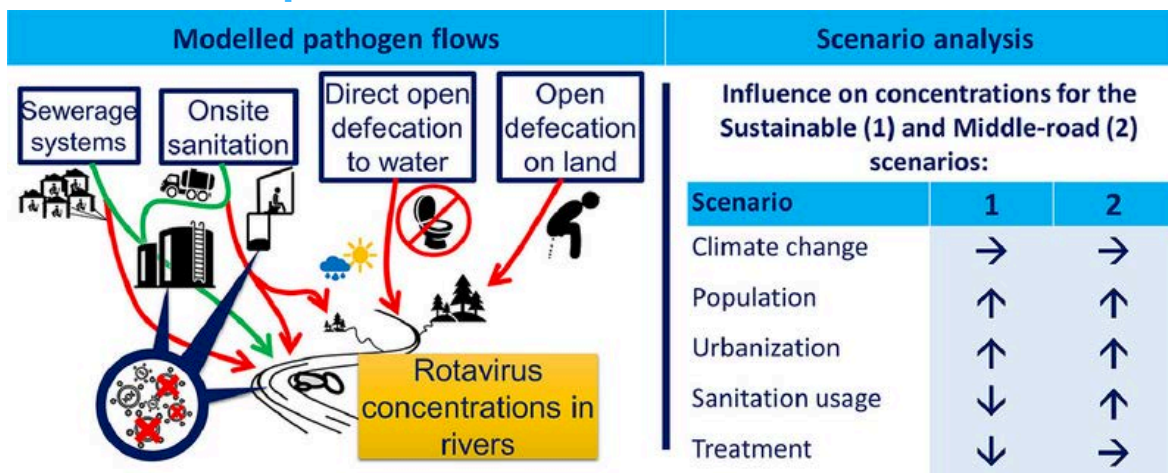 Modelled pathogen flows
Sewerage
systems
Onsite
sanitation
Direct open
defecation
to water
Open
defecation
on land
Rotavirus
concentrations in
rivers
Scenario analysis
Influence on concentrations for the
Sustainable (1) and Middle-road (2)
scenarios:
Scenario 1 2
Climate change → →
Population ↑ ↑
Urbanization ↑ ↑
Sanitation usage ↓ ↑
Treatment ↓ →